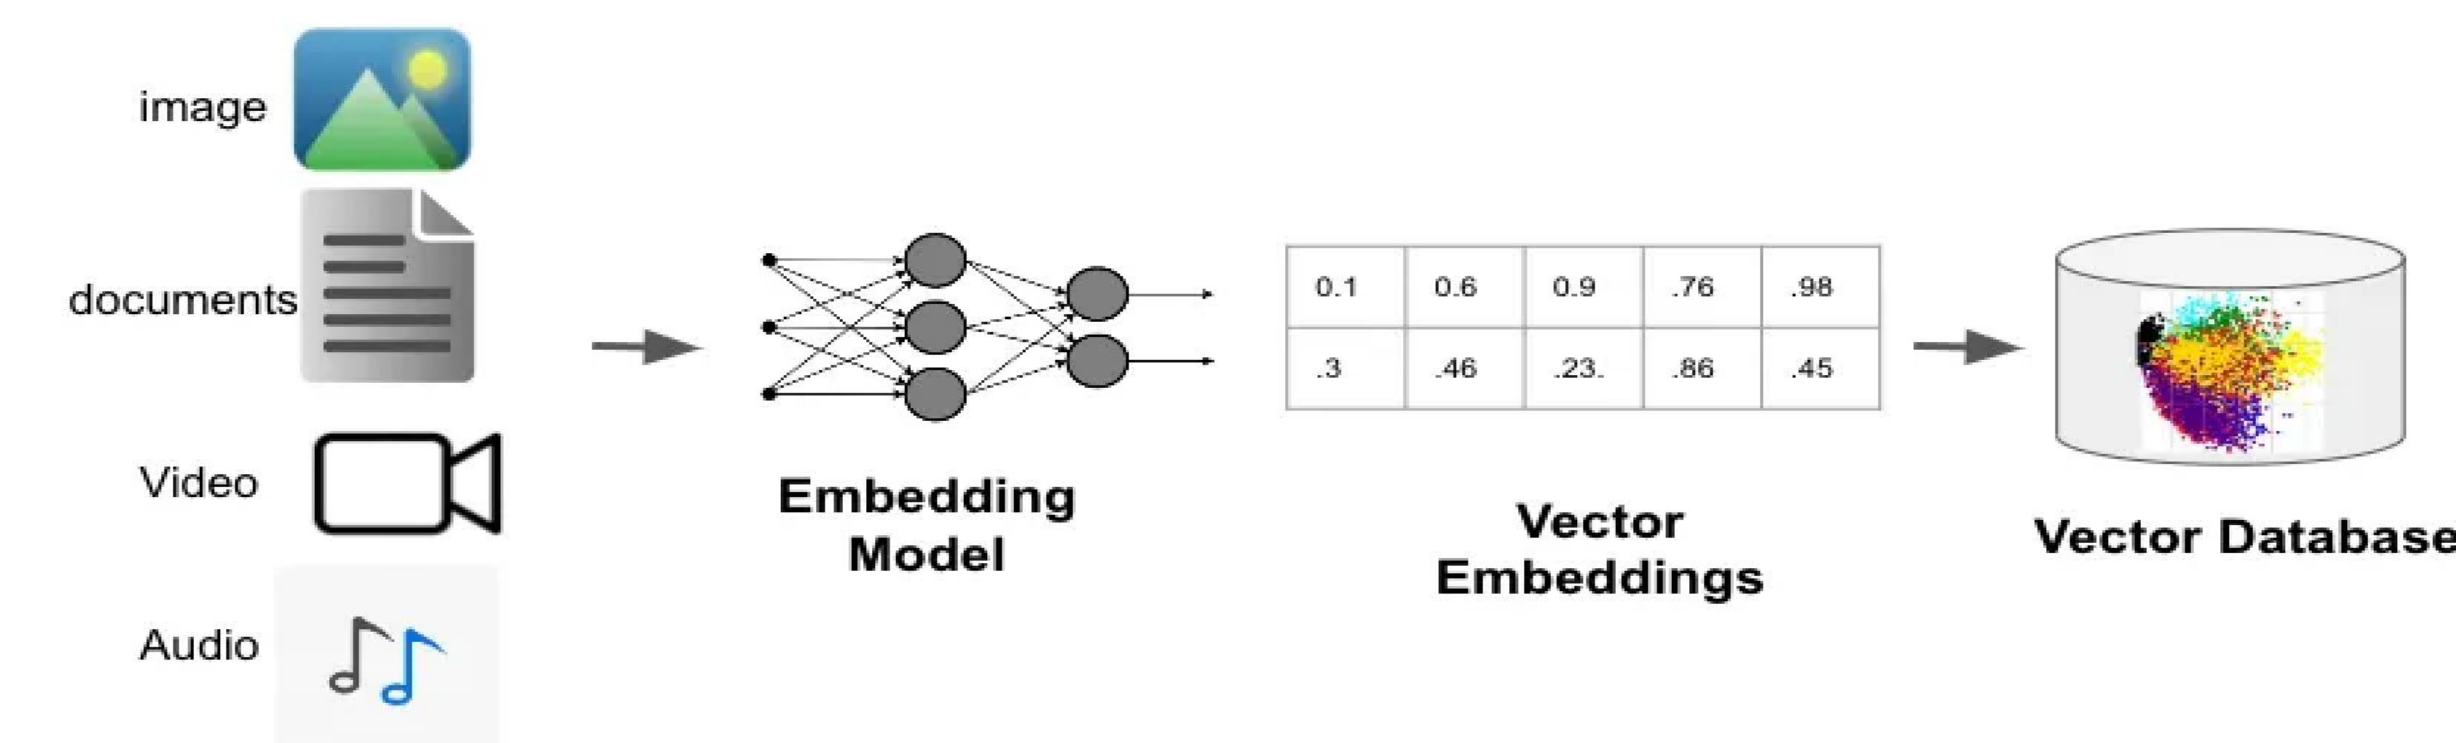 image
documents
Video
Audio
Embedding
Model
0.1 0.6 0.9 .76 .98
.3 .46 .23. .86 .45
Vector
Embeddings
Vector Database